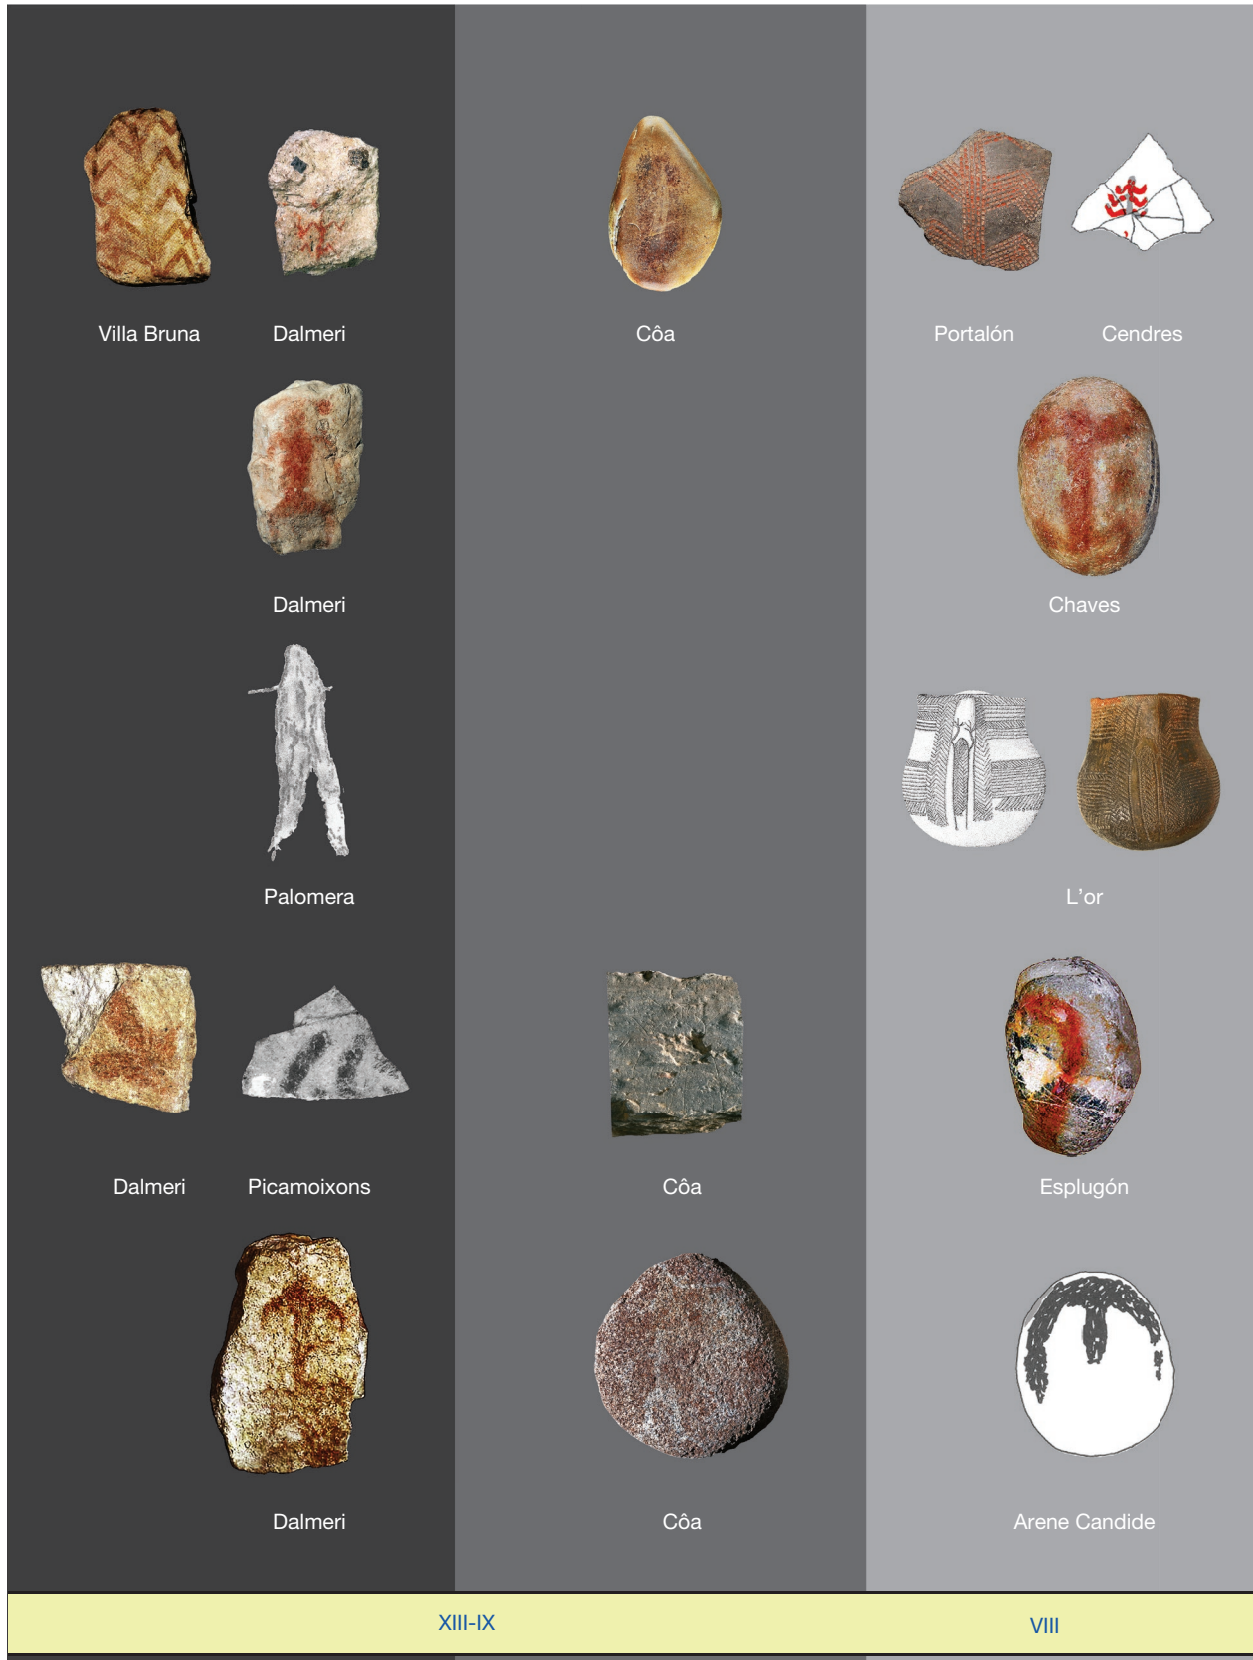 Villa Bruna Dalmeri Côa Portalón Cendres
Dalmeri Chaves
Palomera L’or
Dalmeri Picamoixons Côa Esplugón
Dalmeri Côa Arene Candide
XIII-IX VIII